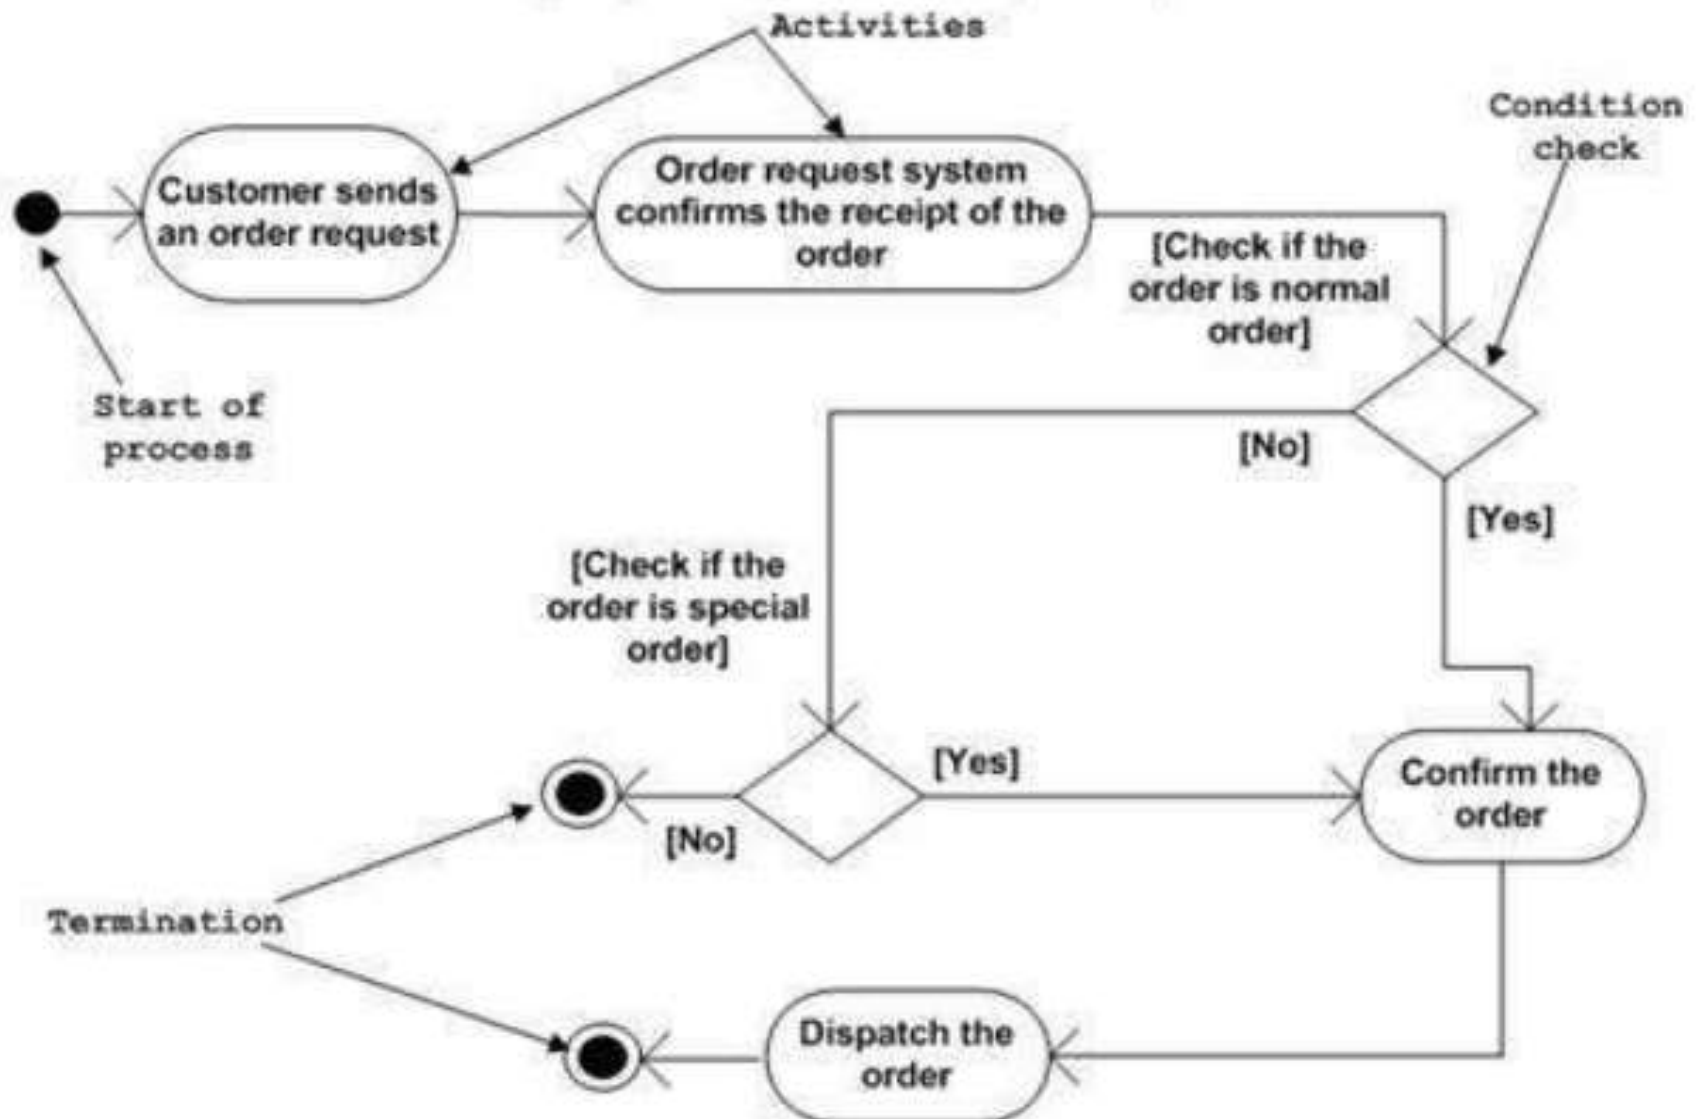 Activities
Condition
check
Customer sends
an order request
Order request system
confirms the receipt of the
order
[Check if the
order is normal
order]
Start of
process
[No]
[Yes]
[Check if the
order is special
order]
[Yes]
[No]
Confirm the
order
Termination
Dispatch the
order